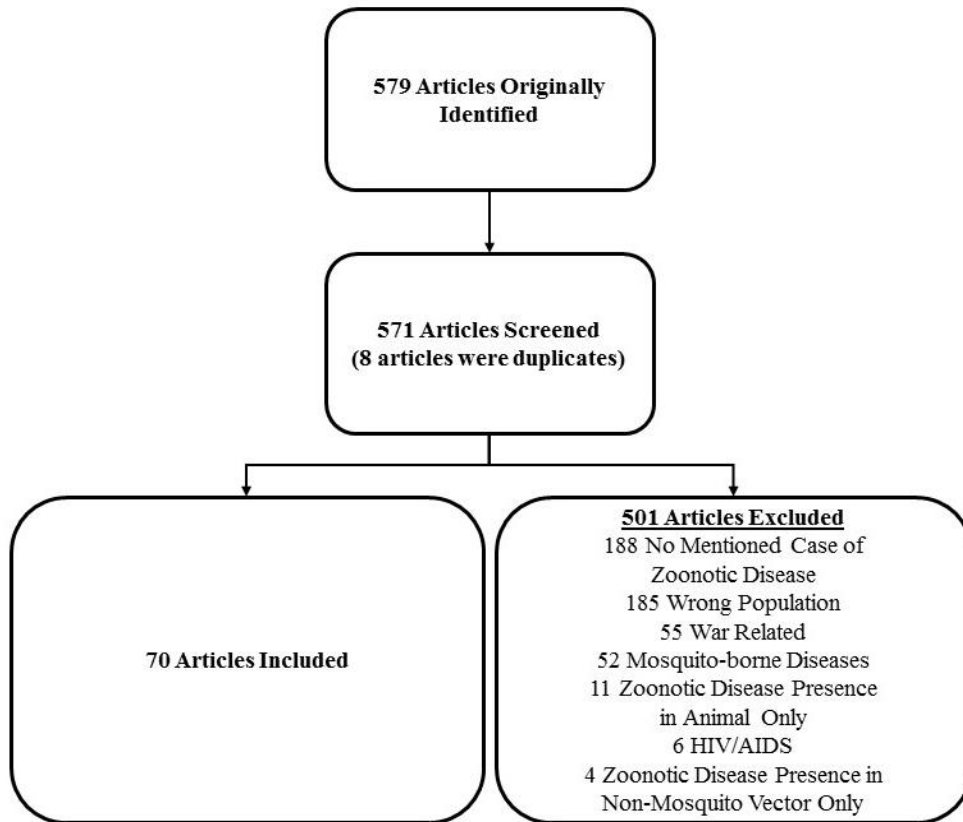 579 Articles Originally
Identified
571 Articles Screened
(8 articles were duplicates)
70 Articles Included
501 Articles Excluded
188 No Mentioned Case of
Zoonotic Disease
185 Wrong Population
55 War Related
52 Mosquito-borne Diseases
11 Zoonotic Disease Presence
in Animal Only
6 HIV/AIDS
4 Zoonotic Disease Presence in
Non-Mosquito Vector Only